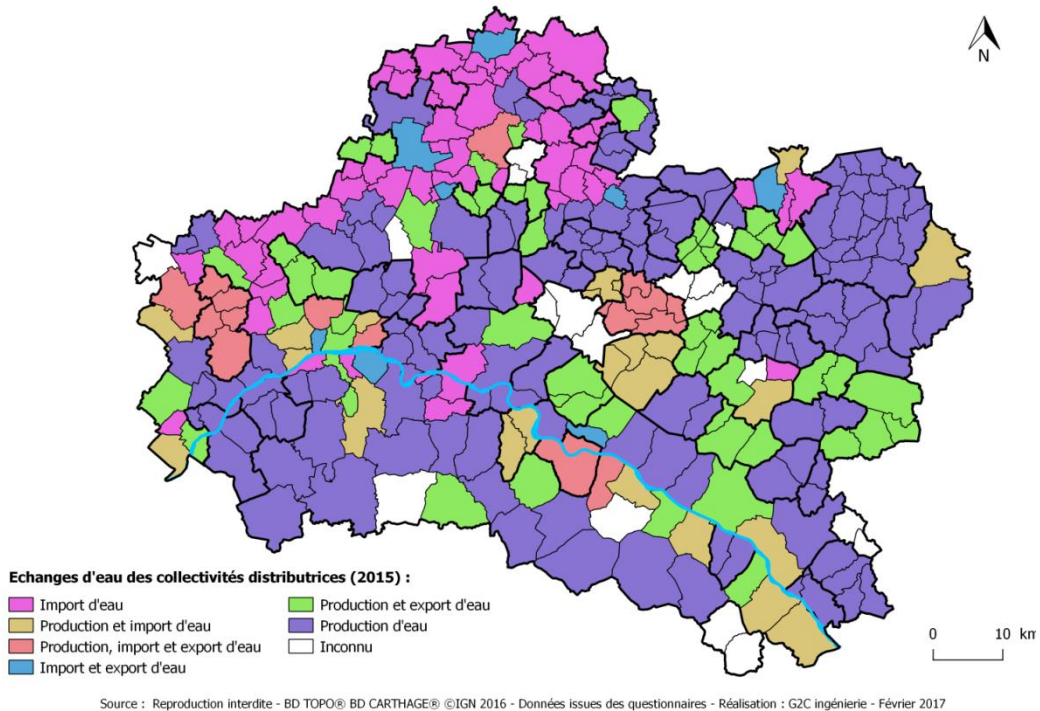 N
Echanges d'eau des collectivités distributrices (2015) :
Import d'eau
Production et import d'eau
Production, import et export d'eau
Import et export d'eau
Production et export d'eau
Production d'eau
Inconnu
0 10 km
Source : Reproduction interdite - BD TOPO® BD CARTHAGE® ©IGN 2016 - Données issues des questionnaires - Réalisation : G2C ingénierie - Février 2017